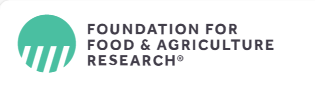 FOUNDATION FOR
FOOD & AGRICULTURE
RESEARCH®